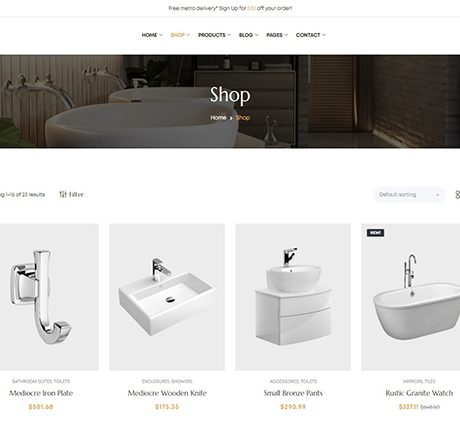 Free metro delivery* Sign Up for $30 off your order!
HOME SHOP PRODUCTS BLOG PAGES CONTACT
Shop
Home > Shop
1–16 of 23 results Filter Default sorting
NEW!
BATHROOM SUITES, TOILETS ENCLOSURES, SHOWERS ACCESSORIES, TOILETS MIRRORS, TILES
Mediocre Iron Plate Mediocre Wooden Knife Small Bronze Pants Rustic Granite Watch
$501.68 $175.35 $290.99 $327.11